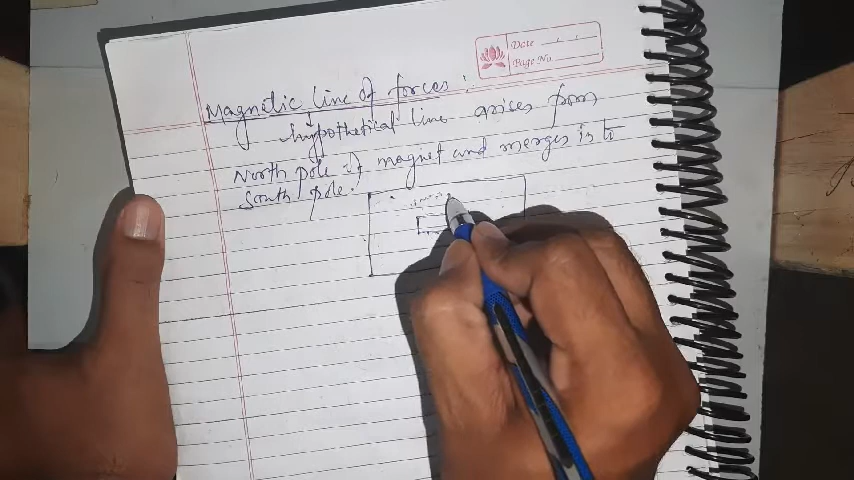 Date
Page No
Magnetic line of forces :
hypothetical line arises from
North pole of magnet and merges in to
South pole.